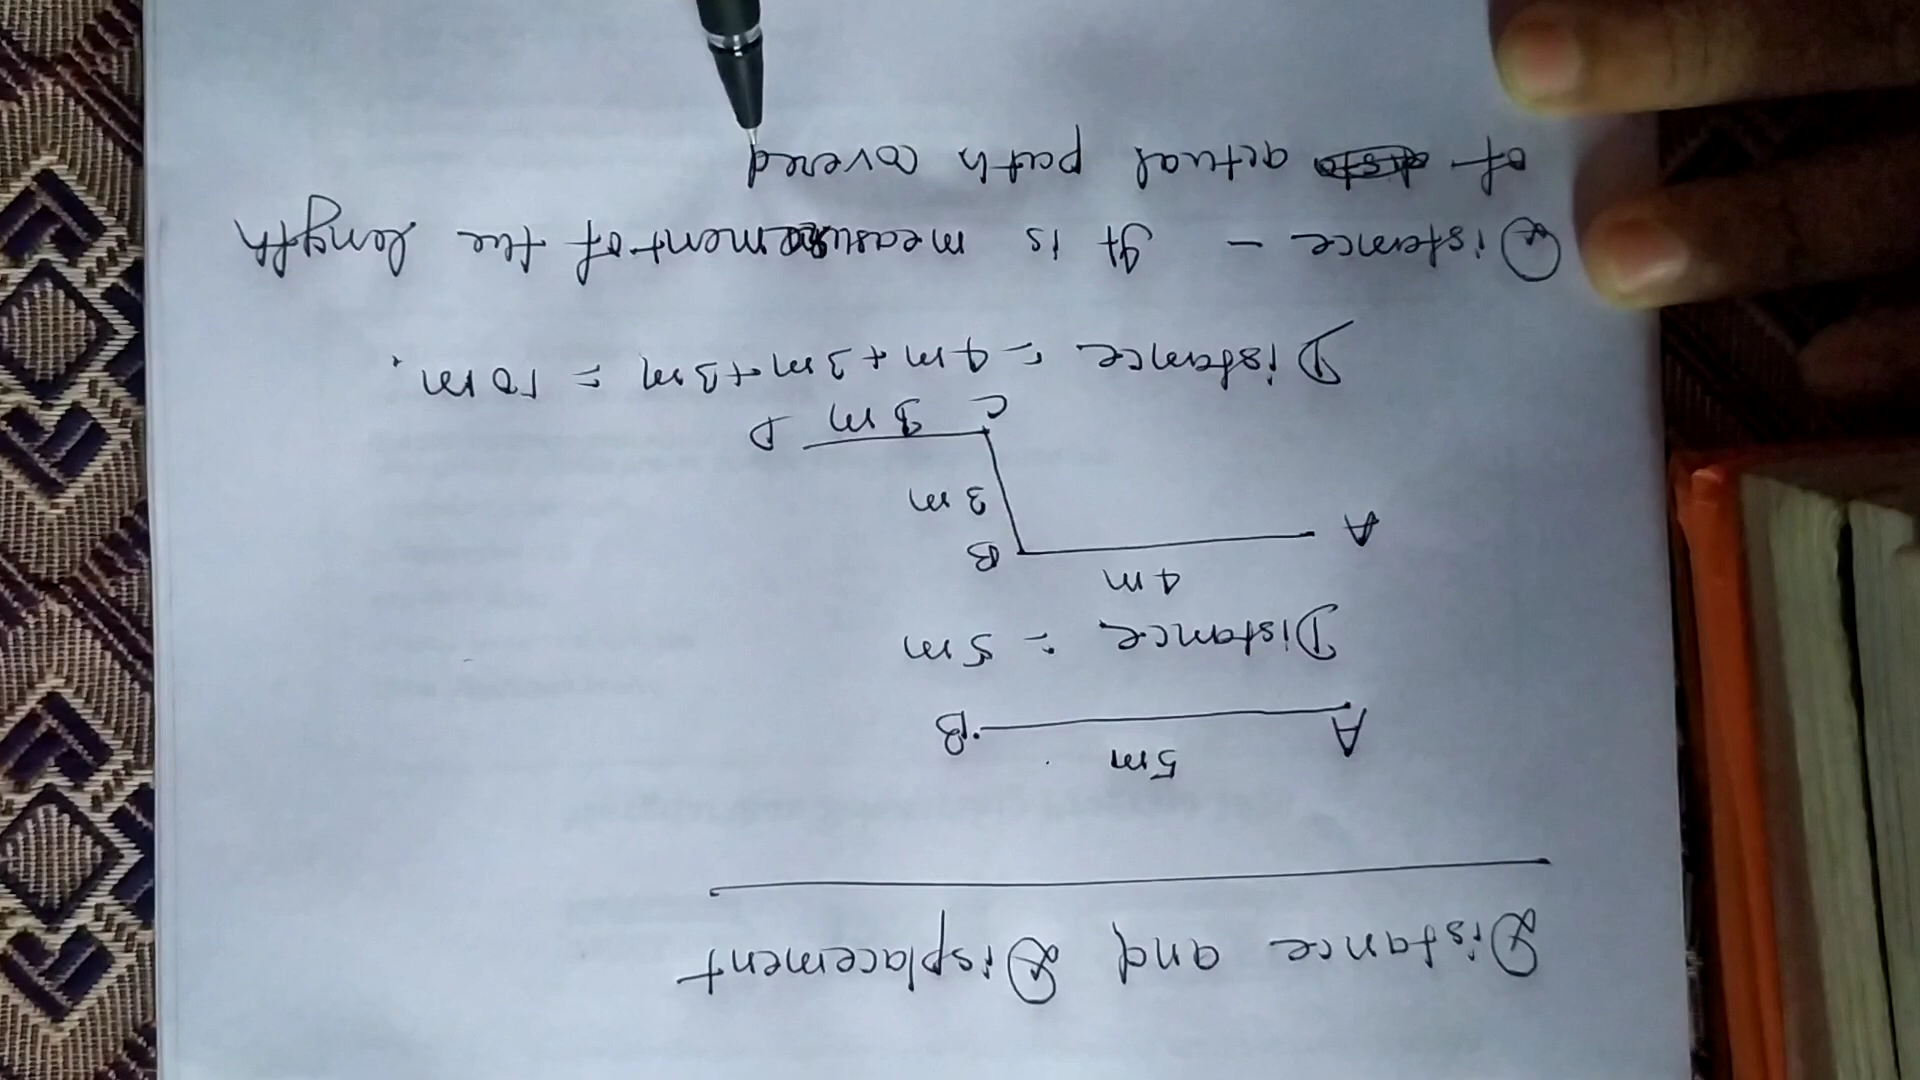 Distance and Displacement
5m
A B
Distance = 5m
4m
A B
3m
C 3m D
Distance = 4m+3m+3m = 10m.
Distance - It is measurement of the length
of actual path covered